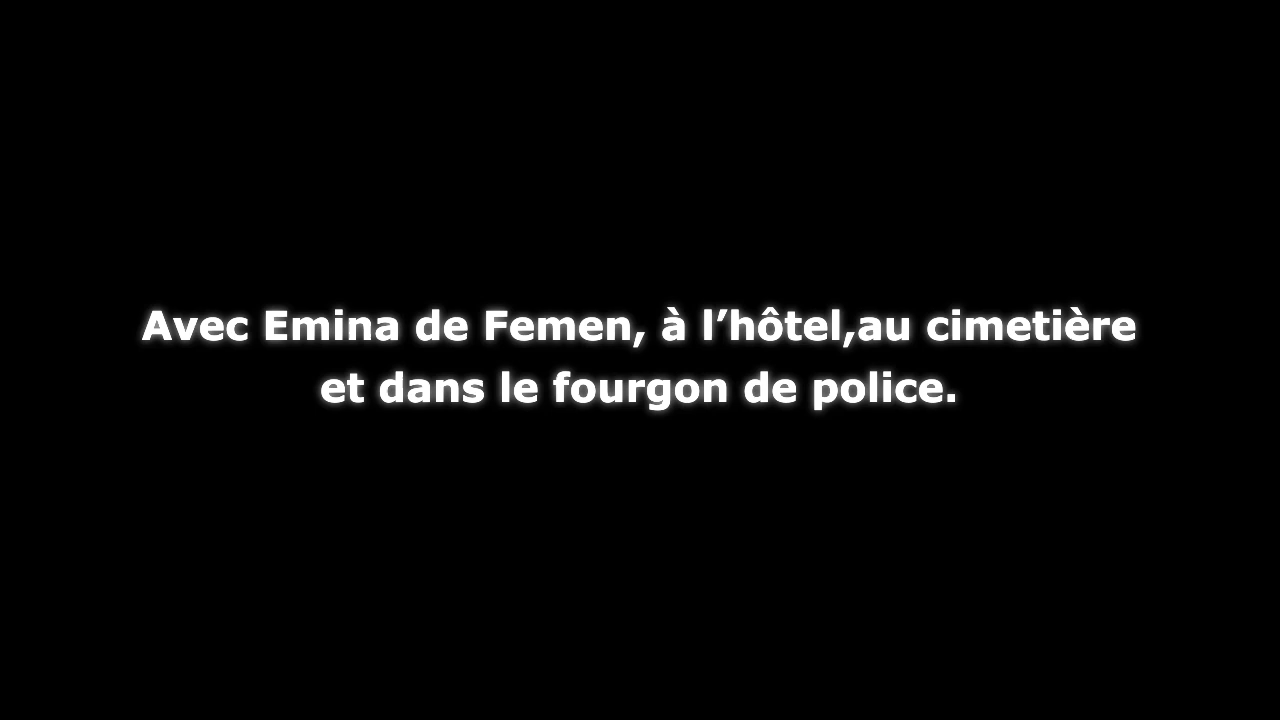 Avec Emina de Femen, à l’hôtel,au cimetière
et dans le fourgon de police.